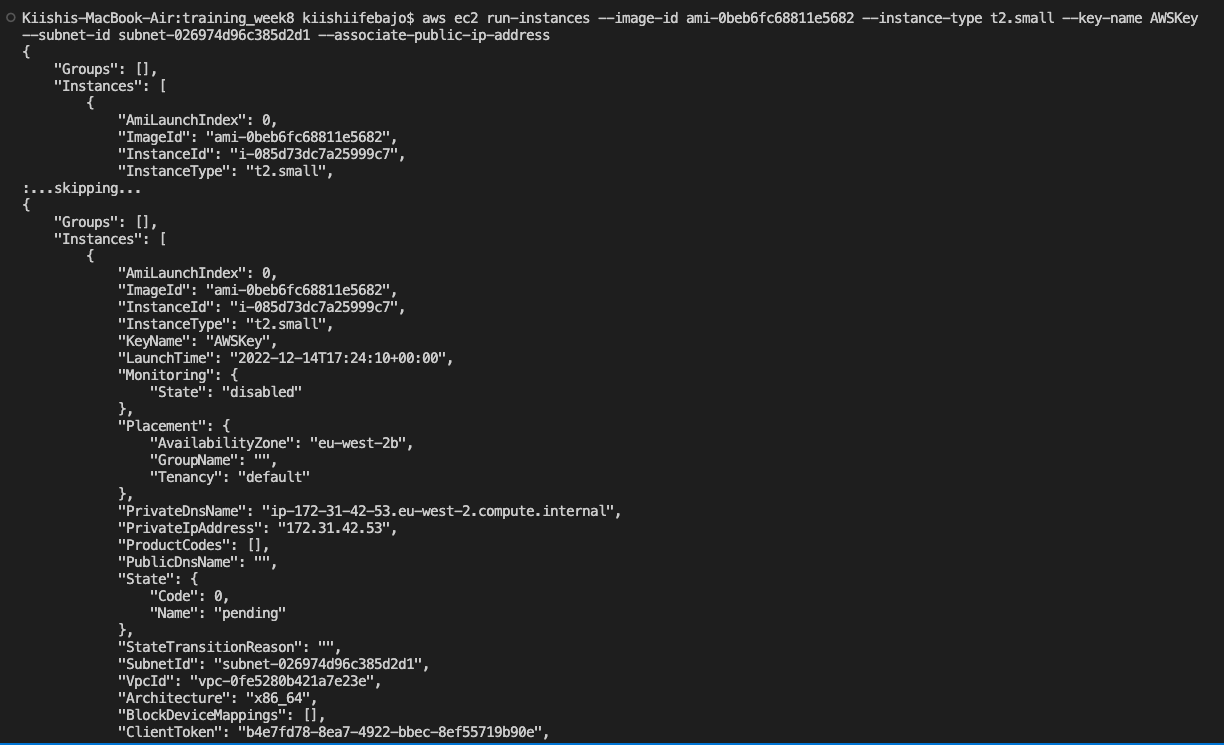 Kiishis-MacBook-Air:training_week8 kiishiifebajo$ aws ec2 run-instances --image-id ami-0beb6fc68811e5682 --instance-type t2.small --key-name AWSKey
--subnet-id subnet-026974d96c385d2d1 --associate-public-ip-address
{
    "Groups": [],
    "Instances": [
        {
            "AmiLaunchIndex": 0,
            "ImageId": "ami-0beb6fc68811e5682",
            "InstanceId": "i-085d73dc7a25999c7",
            "InstanceType": "t2.small",
:...skipping...
{
    "Groups": [],
    "Instances": [
        {
            "AmiLaunchIndex": 0,
            "ImageId": "ami-0beb6fc68811e5682",
            "InstanceId": "i-085d73dc7a25999c7",
            "InstanceType": "t2.small",
            "KeyName": "AWSKey",
            "LaunchTime": "2022-12-14T17:24:10+00:00",
            "Monitoring": {
                "State": "disabled"
            },
            "Placement": {
                "AvailabilityZone": "eu-west-2b",
                "GroupName": "",
                "Tenancy": "default"
            },
            "PrivateDnsName": "ip-172-31-42-53.eu-west-2.compute.internal",
            "PrivateIpAddress": "172.31.42.53",
            "ProductCodes": [],
            "PublicDnsName": "",
            "State": {
                "Code": 0,
                "Name": "pending"
            },
            "StateTransitionReason": "",
            "SubnetId": "subnet-026974d96c385d2d1",
            "VpcId": "vpc-0fe5280b421a7e23e",
            "Architecture": "x86_64",
            "BlockDeviceMappings": [],
            "ClientToken": "b4e7fd78-8ea7-4922-bbec-8ef55719b90e",